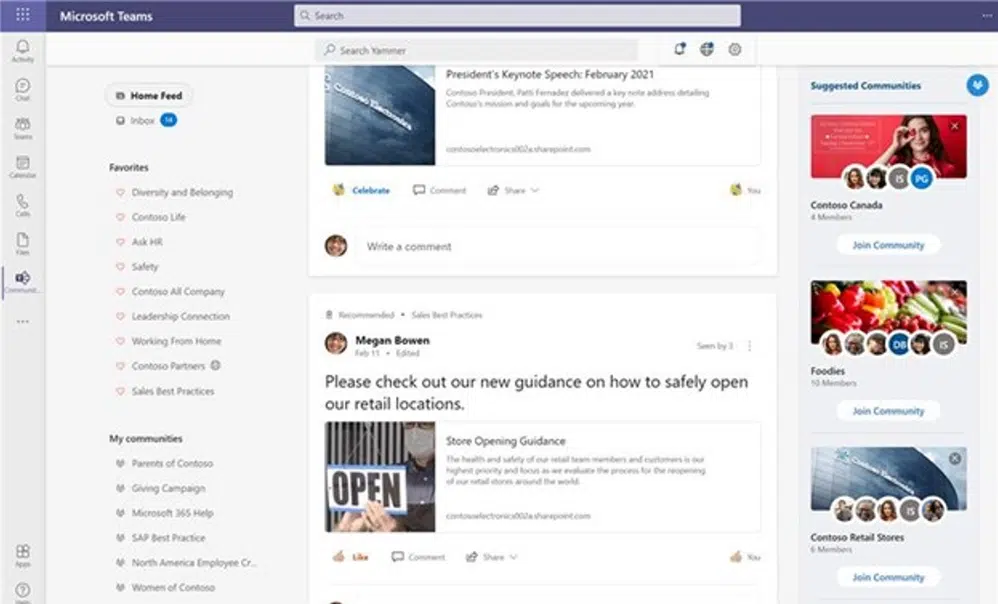 Microsoft Teams
Search
Search Yammer
Activity
Chat
Teams
Calendar
Calls
Files
Communit...
Apps
Home Feed
Inbox 14
Favorites
Diversity and Belonging
Contoso Life
Ask HR
Safety
Contoso All Company
Leadership Connection
Working From Home
Contoso Partners
Sales Best Practices
My communities
Parents of Contoso
Giving Campaign
Microsoft 365 Help
SAP Best Practice
North America Employee Cr...
Women of Contoso
Contoso Electronics
President's Keynote Speech: February 2021
Contoso President, Patti Fernadez delivered a key note address detailing
Contoso's mission and goals for the upcoming year.
contosoelectronics002a.sharepoint.com
Celebrate Comment Share You
Write a comment
Recommended • Sales Best Practices
Megan Bowen
Feb 11 • Edited
Seen by 3
Please check out our new guidance on how to safely open
our retail locations.
OPEN
Store Opening Guidance
The health and safety of our retail team members and customers is our
highest priority and focus as we evaluate the process for the reopening
of our retail stores around the world.
contosoelectronics002a.sharepoint.com
Like Comment Share You
Suggested Communities
IS PG
Contoso Canada
4 Members
Join Community
DB IS
Foodies
10 Members
Join Community
Contoso Electronics
IS
Contoso Retail Stores
6 Members
Join Community